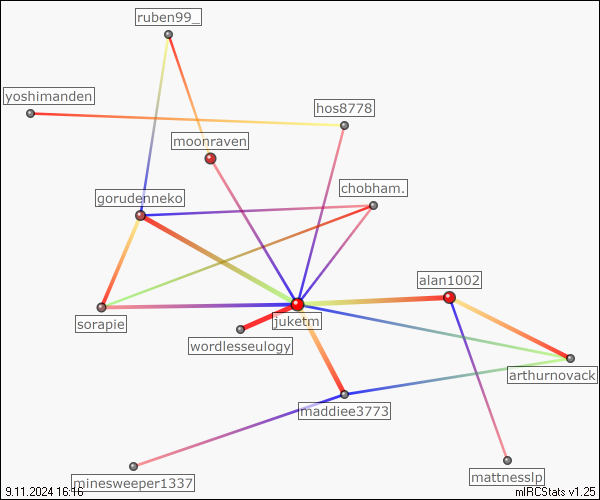 ruben99_
yoshimanden
hos8778
moonraven
chobham.
gorudenneko
alan1002
sorapie
juketm
wordlesseulogy
arthurnovack
maddiee3773
mattnesslp
minesweeper1337
9.11.2024 16:16
mIRCStats v1.25